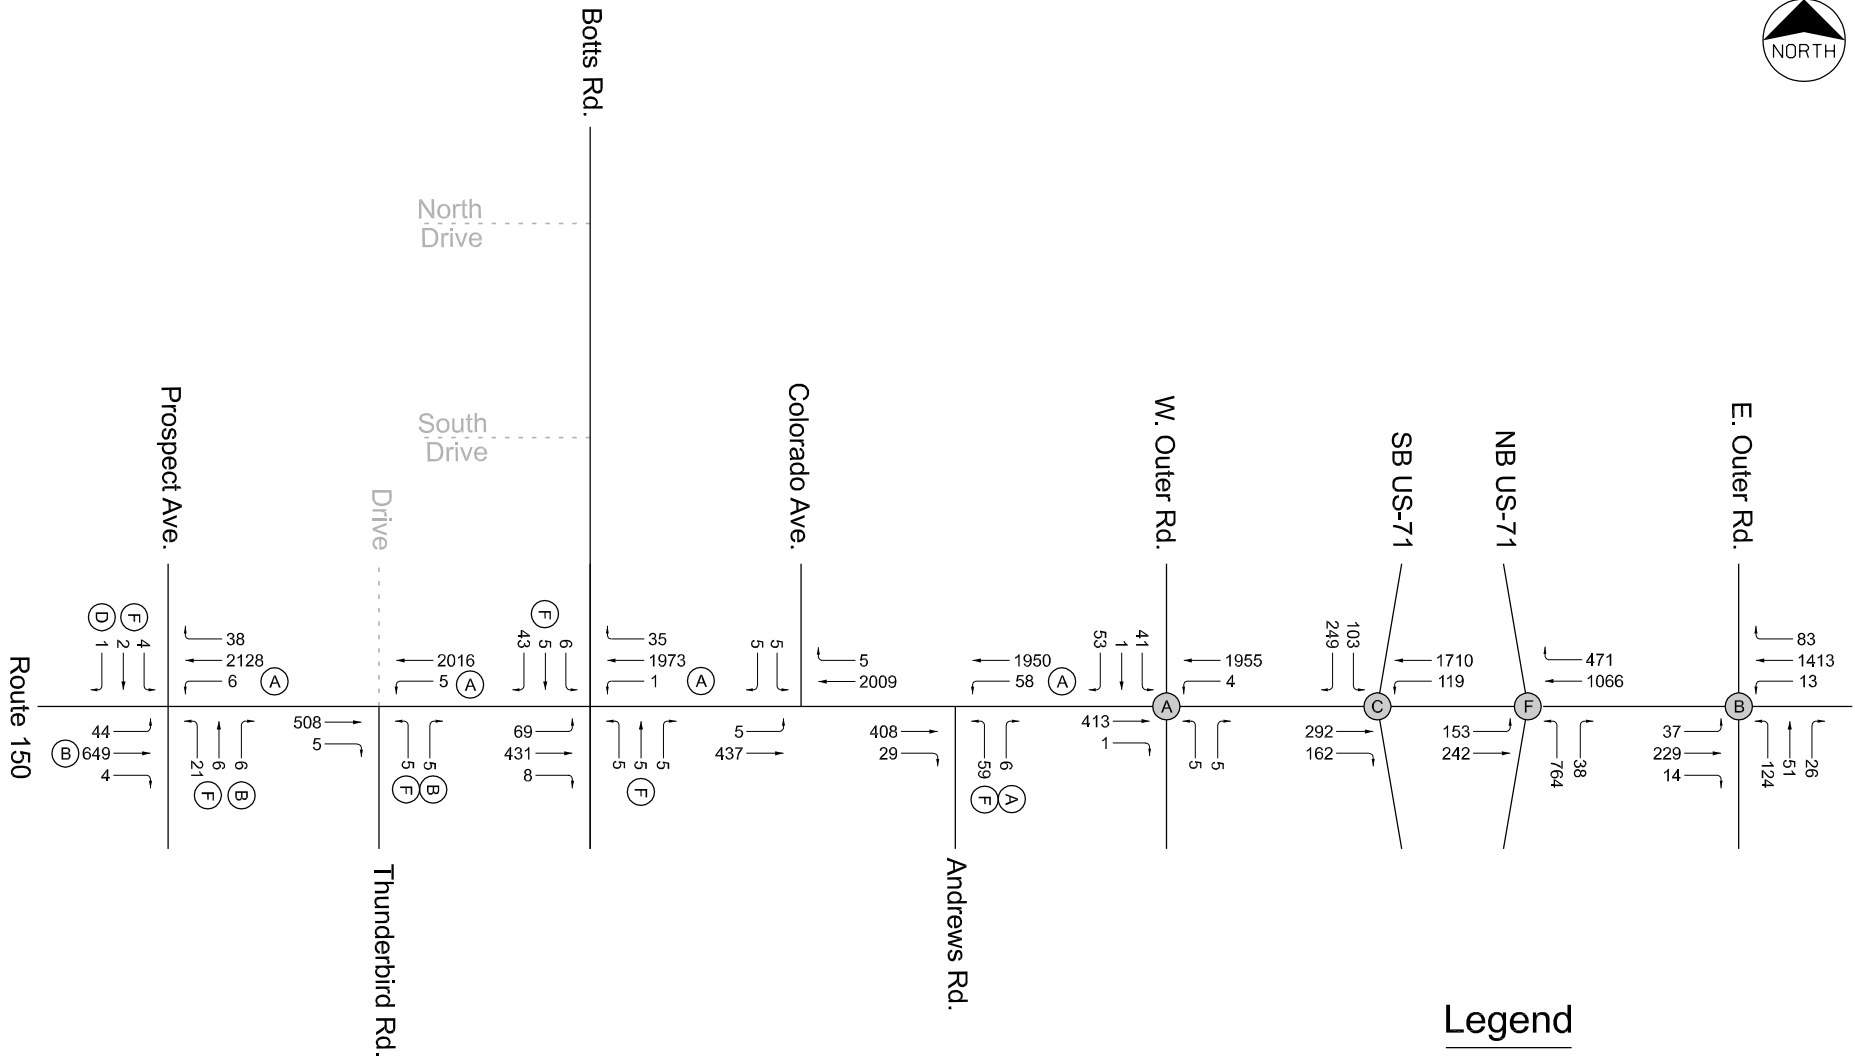 NORTH
Botts Rd.
North
Drive
South
Drive
Drive
Prospect Ave.
Colorado Ave.
W. Outer Rd.
SB US-71
NB US-71
E. Outer Rd.
Route 150
D
F
1
2
4
38
2128
6
A
44
B
649
4
21
6
6
F
B
2016
5
A
508
5
5
5
F
B
Thunderbird Rd.
F
43
5
6
35
1973
1
A
69
431
8
5
5
5
F
5
5
5
2009
5
437
1950
58
A
408
29
59
6
F
A
Andrews Rd.
53
1
41
1955
4
A
413
1
5
5
249
103
1710
119
C
292
162
471
1066
F
153
242
764
38
83
1413
13
B
37
229
14
124
51
26
Legend